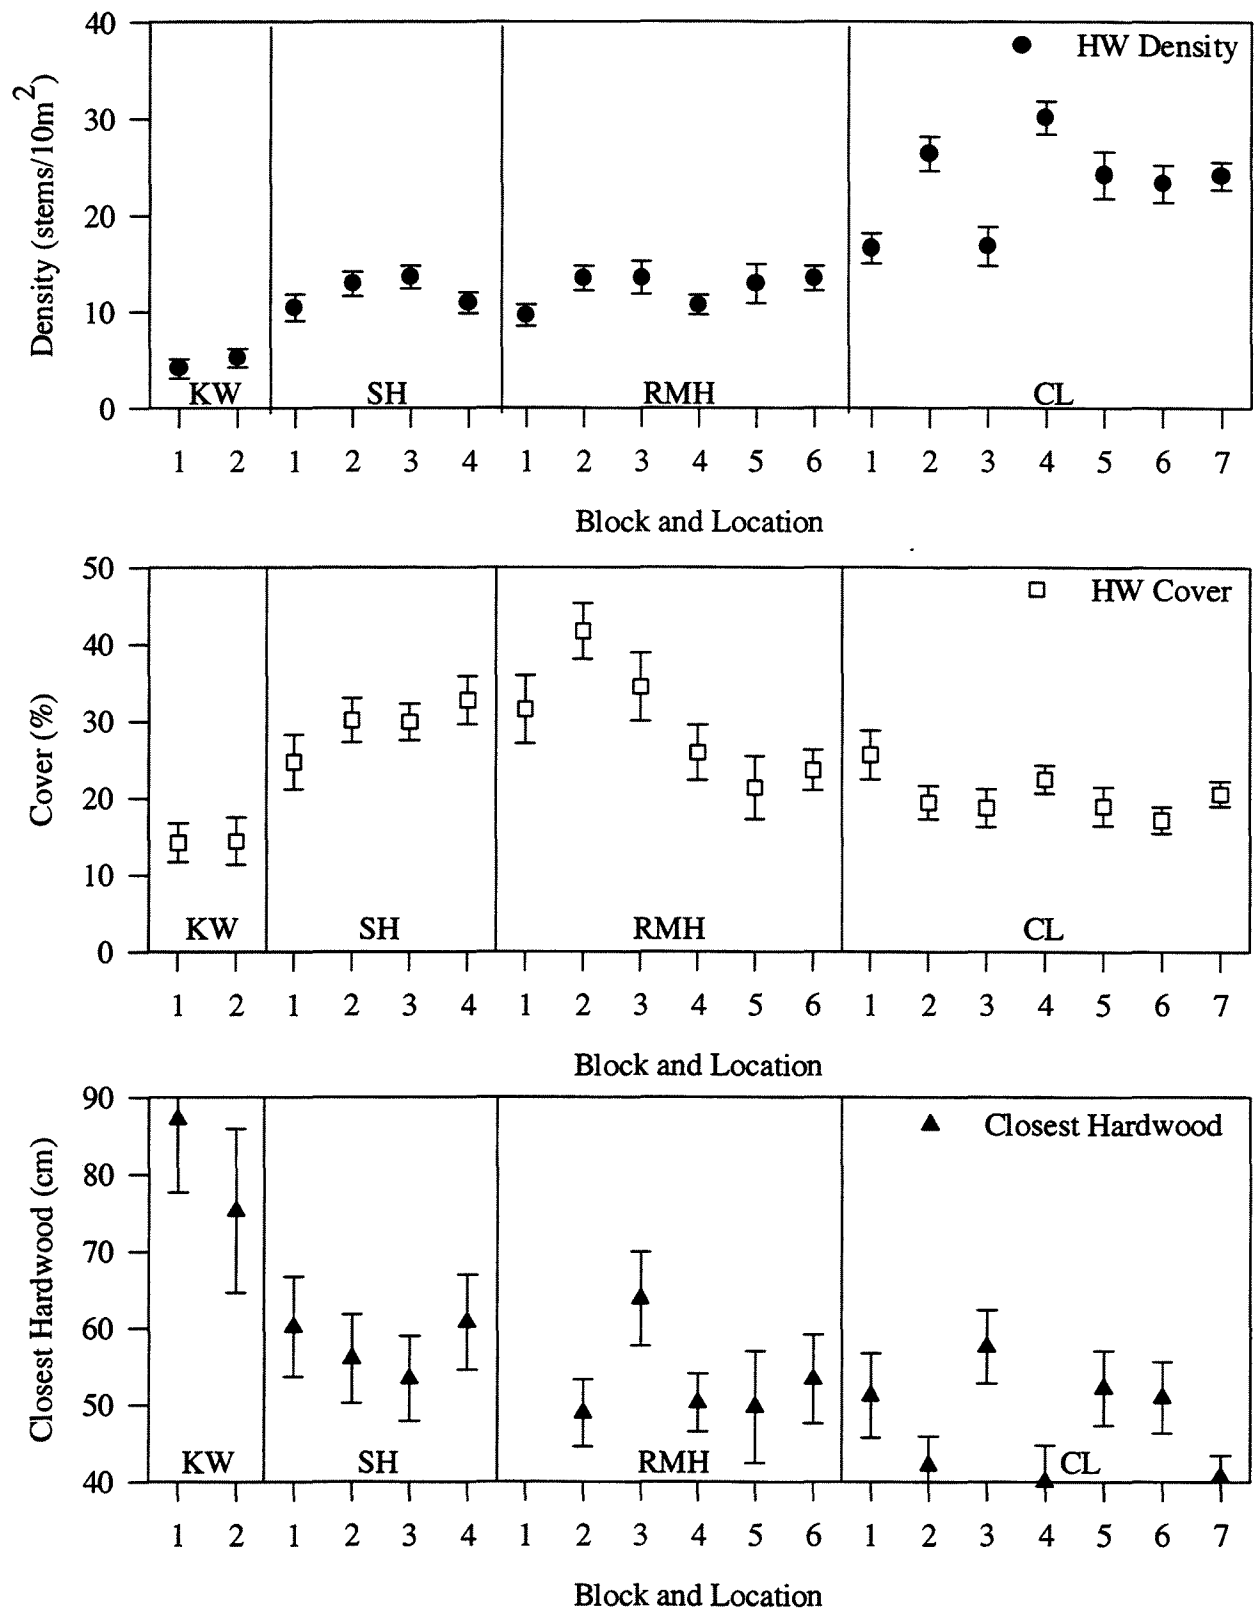 40
HW Density
30
20
10
0
Density (stems/10m2)
KW SH RMH CL
1 2 1 2 3 4 1 2 3 4 5 6 1 2 3 4 5 6 7
Block and Location
50
HW Cover
40
30
20
10
0
Cover (%)
KW SH RMH CL
1 2 1 2 3 4 1 2 3 4 5 6 1 2 3 4 5 6 7
Block and Location
90
Closest Hardwood
80
70
60
50
40
Closest Hardwood (cm)
KW SH RMH CL
1 2 1 2 3 4 1 2 3 4 5 6 1 2 3 4 5 6 7
Block and Location